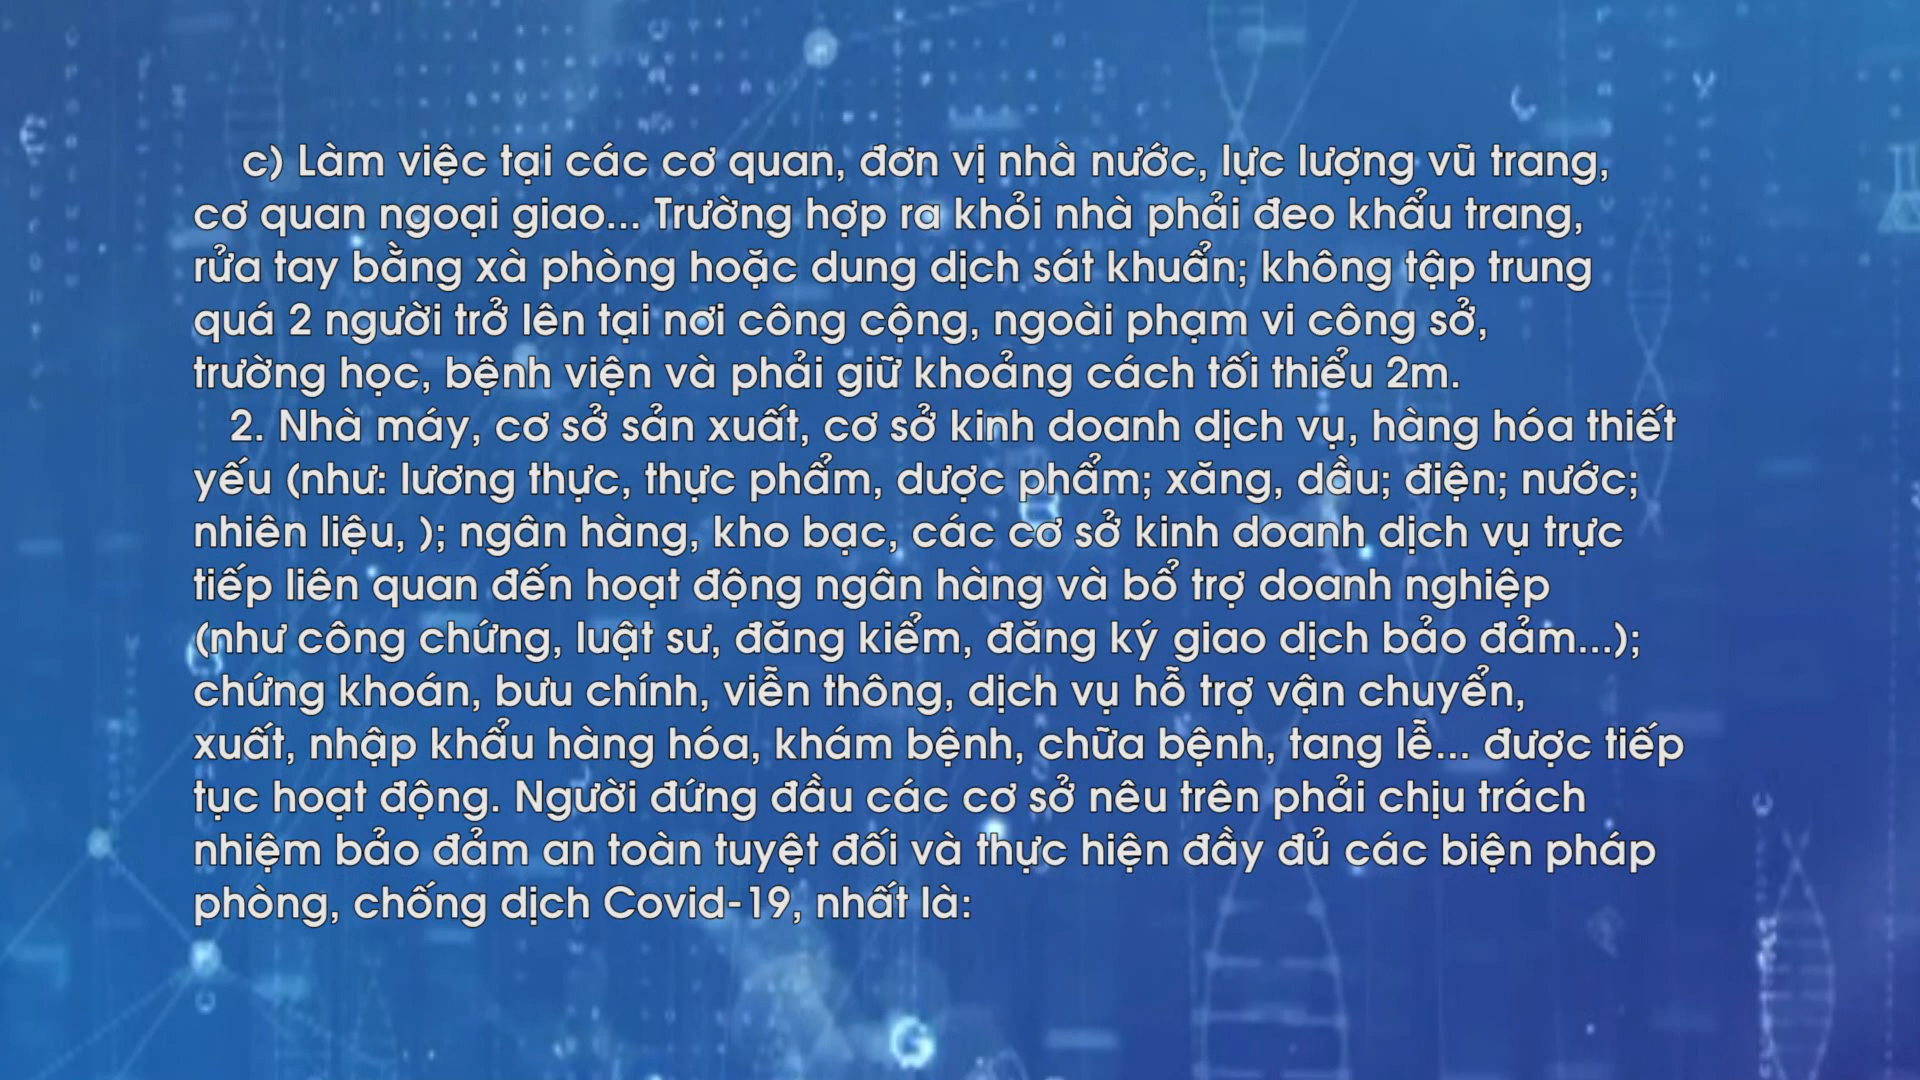 c) Làm việc tại các cơ quan, đơn vị nhà nước, lực lượng vũ trang,
cơ quan ngoại giao... Trường hợp ra khỏi nhà phải đeo khẩu trang,
rửa tay bằng xà phòng hoặc dung dịch sát khuẩn; không tập trung
quá 2 người trở lên tại nơi công cộng, ngoài phạm vi công sở,
trường học, bệnh viện và phải giữ khoảng cách tối thiểu 2m.
2. Nhà máy, cơ sở sản xuất, cơ sở kinh doanh dịch vụ, hàng hóa thiết
yếu (như: lương thực, thực phẩm, dược phẩm; xăng, dầu; điện; nước;
nhiên liệu, ); ngân hàng, kho bạc, các cơ sở kinh doanh dịch vụ trực
tiếp liên quan đến hoạt động ngân hàng và bổ trợ doanh nghiệp
(như công chứng, luật sư, đăng kiểm, đăng ký giao dịch bảo đảm...);
chứng khoán, bưu chính, viễn thông, dịch vụ hỗ trợ vận chuyển,
xuất, nhập khẩu hàng hóa, khám bệnh, chữa bệnh, tang lễ... được tiếp
tục hoạt động. Người đứng đầu các cơ sở nêu trên phải chịu trách
nhiệm bảo đảm an toàn tuyệt đối và thực hiện đầy đủ các biện pháp
phòng, chống dịch Covid-19, nhất là: